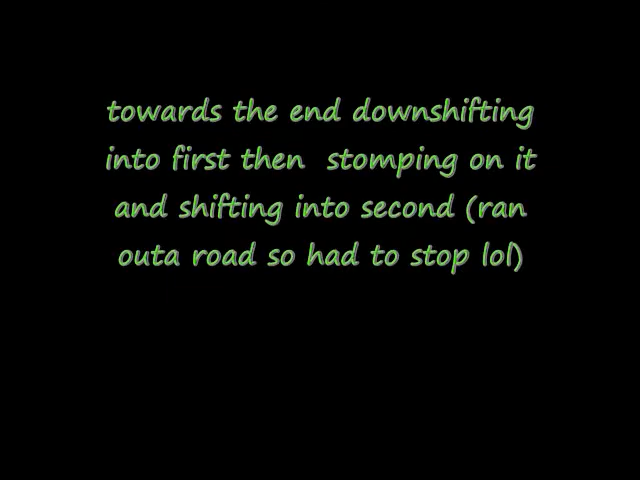 towards the end downshifting
into first then  stomping on it
and shifting into second (ran
outa road so had to stop lol)